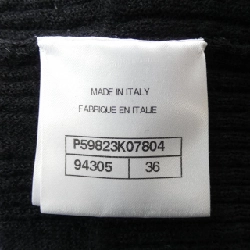 MADE IN ITALY
FABRIQUE EN ITALIE
P59823K07804
94305 36